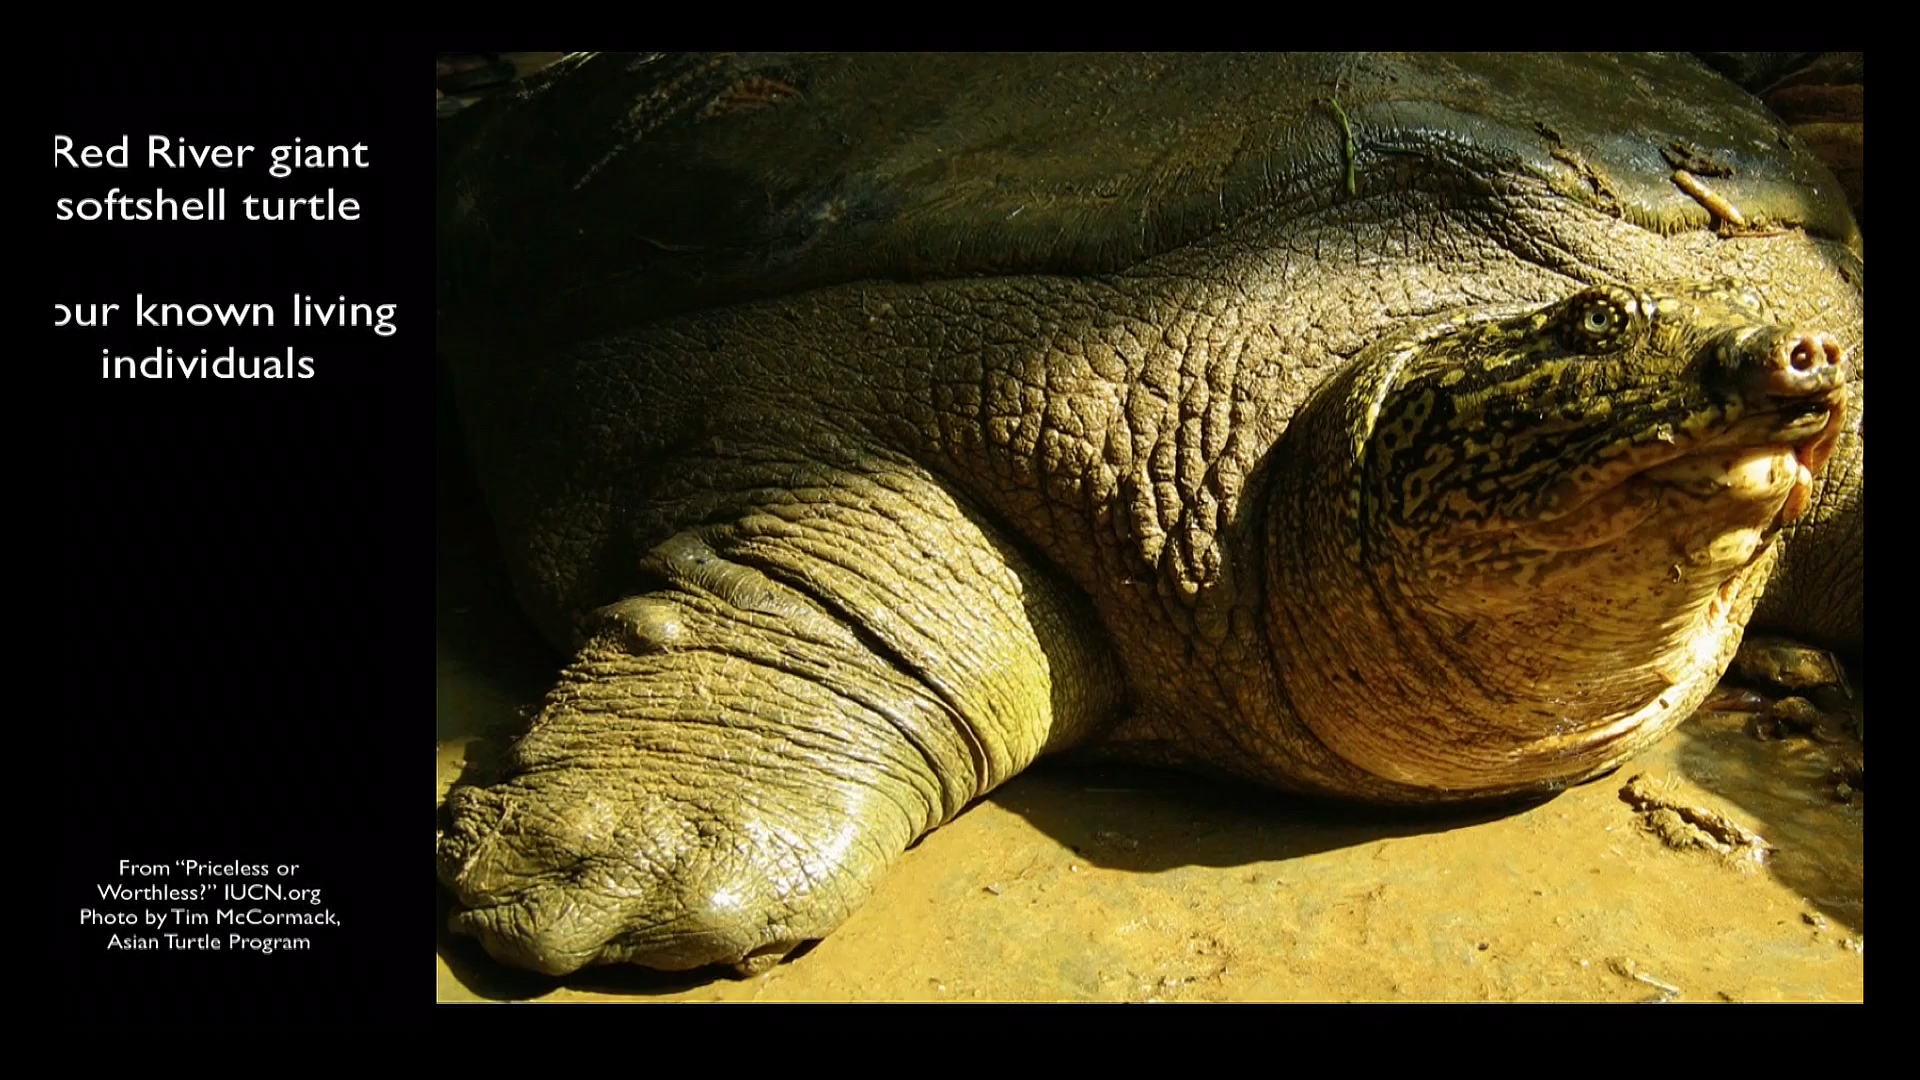 Red River giant
softshell turtle
our known living
individuals
From “Priceless or
Worthless?” IUCN.org
Photo by Tim McCormack,
Asian Turtle Program